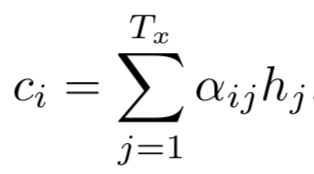 c_i = \sum_{j=1}^{T_x} \alpha_{ij} h_j.